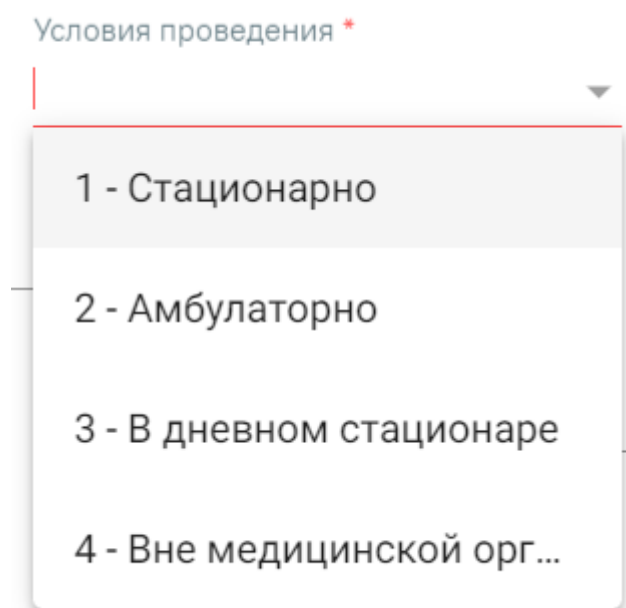 Условия проведения *
1 - Стационарно
2 - Амбулаторно
3 - В дневном стационаре
4 - Вне медицинской орг...